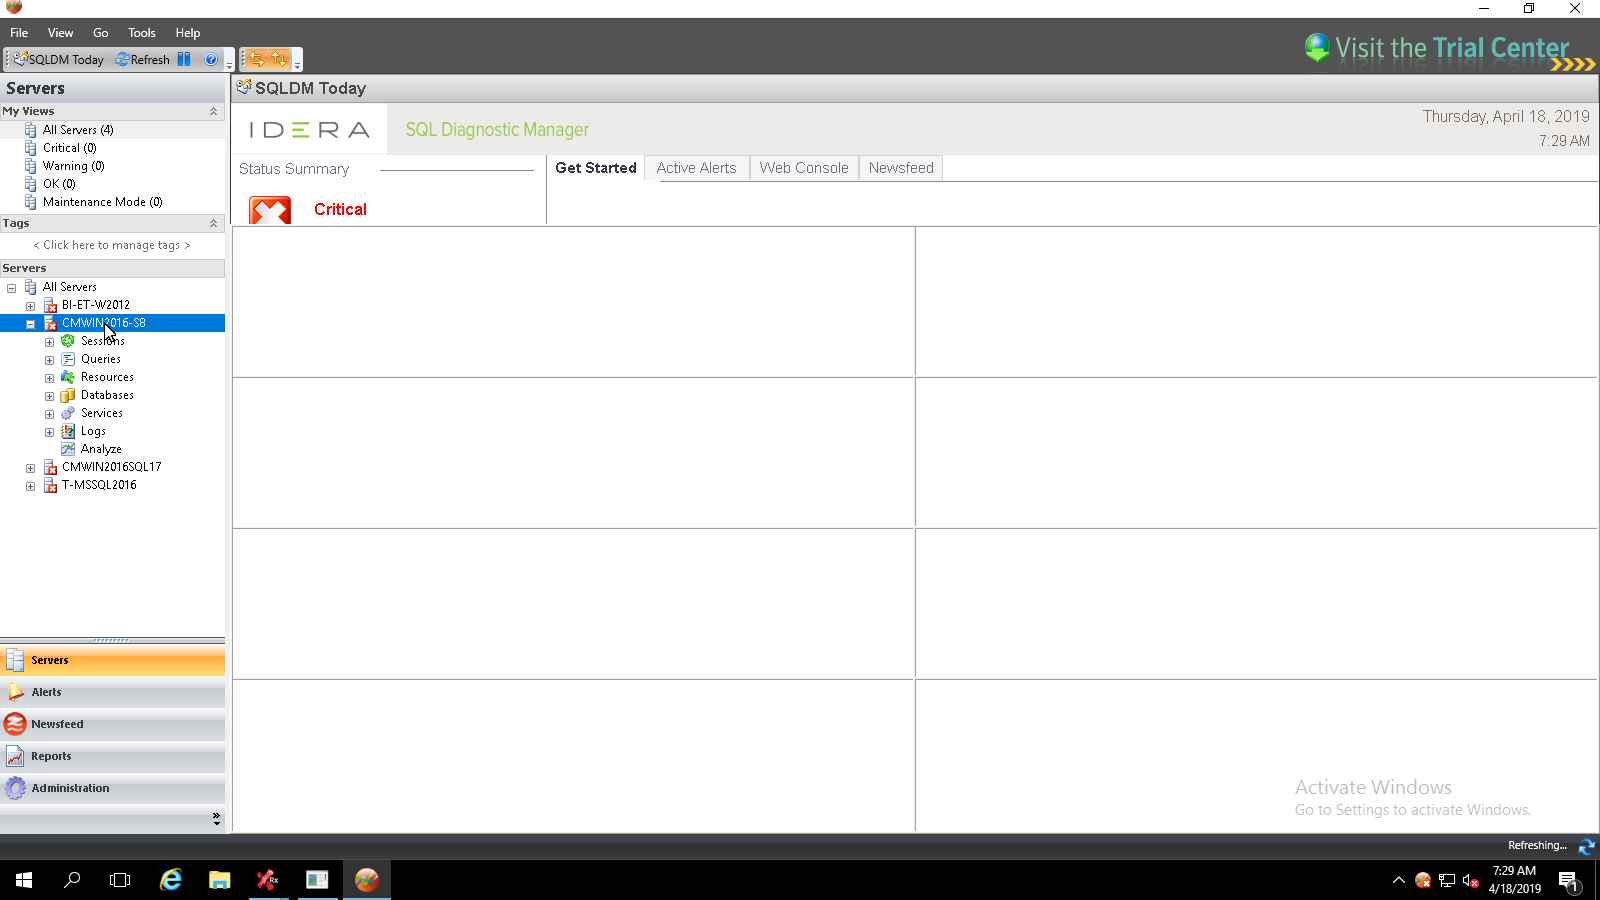 File View Go Tools Help
SQLDM Today Refresh
Visit the Trial Center
Servers
My Views
All Servers (4)
Critical (0)
Warning (0)
OK (0)
Maintenance Mode (0)
Tags
< Click here to manage tags >
Servers
All Servers
BI-ET-W2012
CMWIN2016-S8
Sessions
Queries
Resources
Databases
Services
Logs
Analyze
CMWIN2016SQL17
T-MSSQL2016
Servers
Alerts
Newsfeed
Reports
Administration
SQLDM Today
IDERA SQL Diagnostic Manager
Thursday, April 18, 2019
7:29 AM
Status Summary
Critical
Get Started Active Alerts Web Console Newsfeed
Activate Windows
Go to Settings to activate Windows.
Refreshing...
7:29 AM
4/18/2019
1